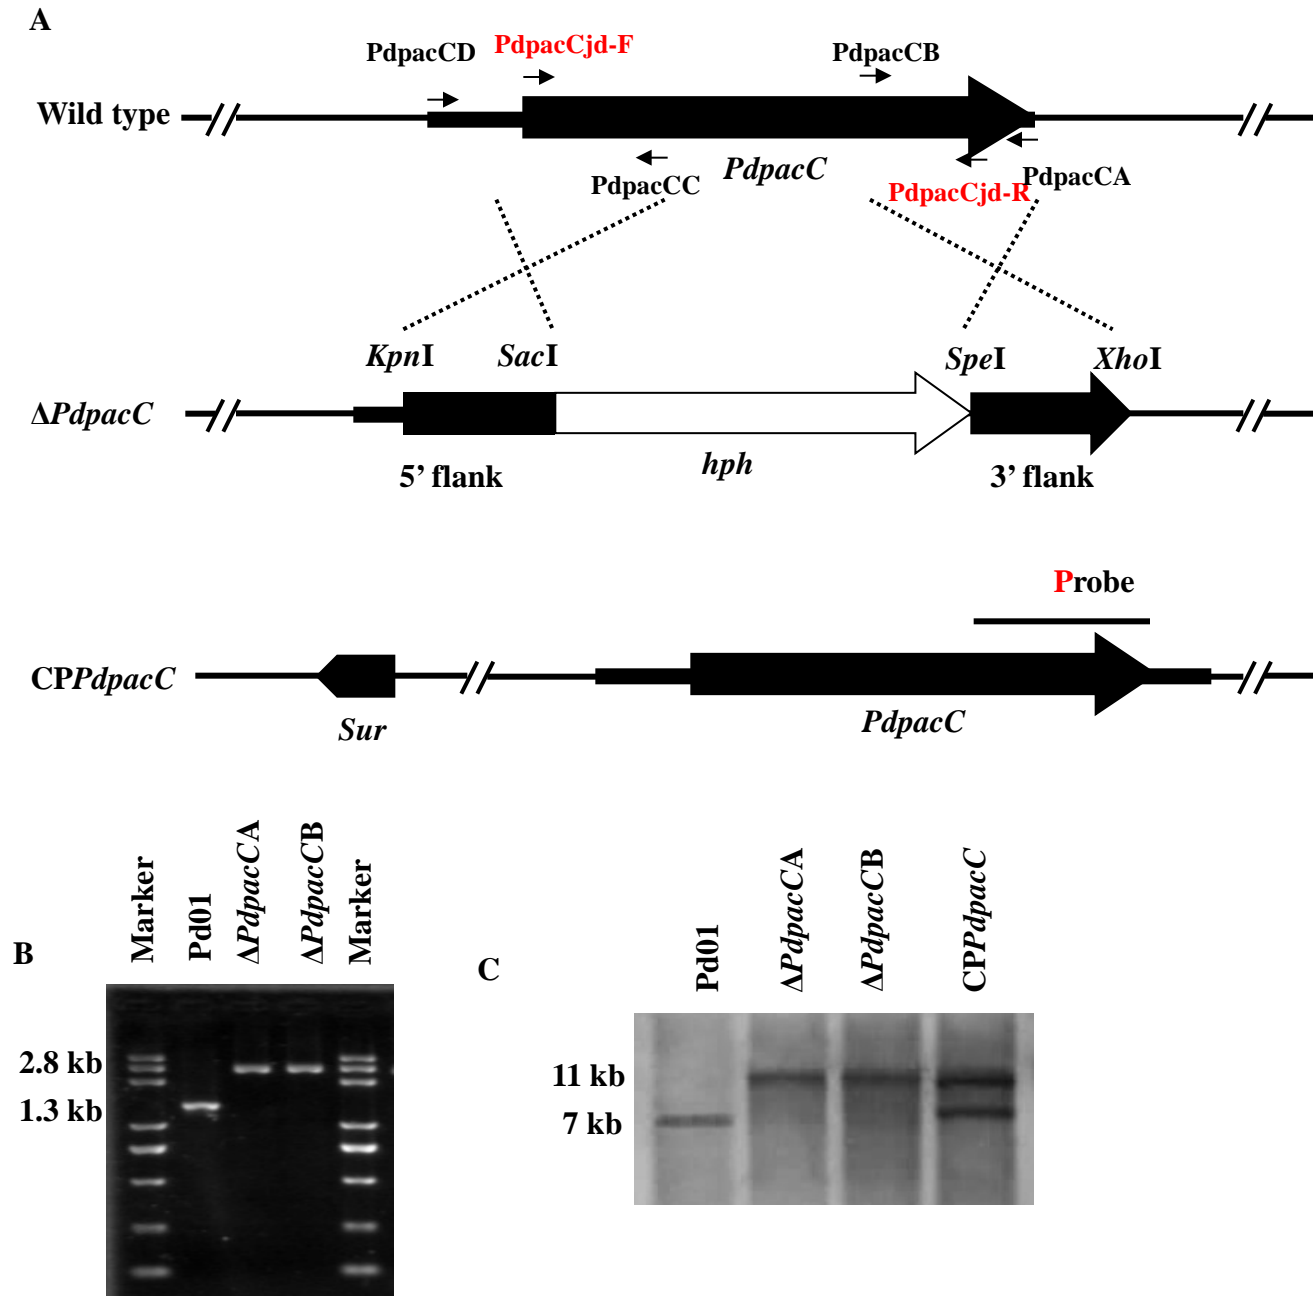 A
PdpacCD
PdpacCjd-F
PdpacCB
Wild type
PdpacCC
PdpacC
PdpacCjd-R
PdpacCA
KpnI
SacI
SpeI
XhoI
ΔPdpacC
5’ flank
hph
3’ flank
Probe
CPPdpacC
Sur
PdpacC
B
Marker
Pd01
ΔPdpacCA
ΔPdpacCB
Marker
2.8 kb
1.3 kb
C
Pd01
ΔPdpacCA
ΔPdpacCB
CPPdpacC
11 kb
7 kb